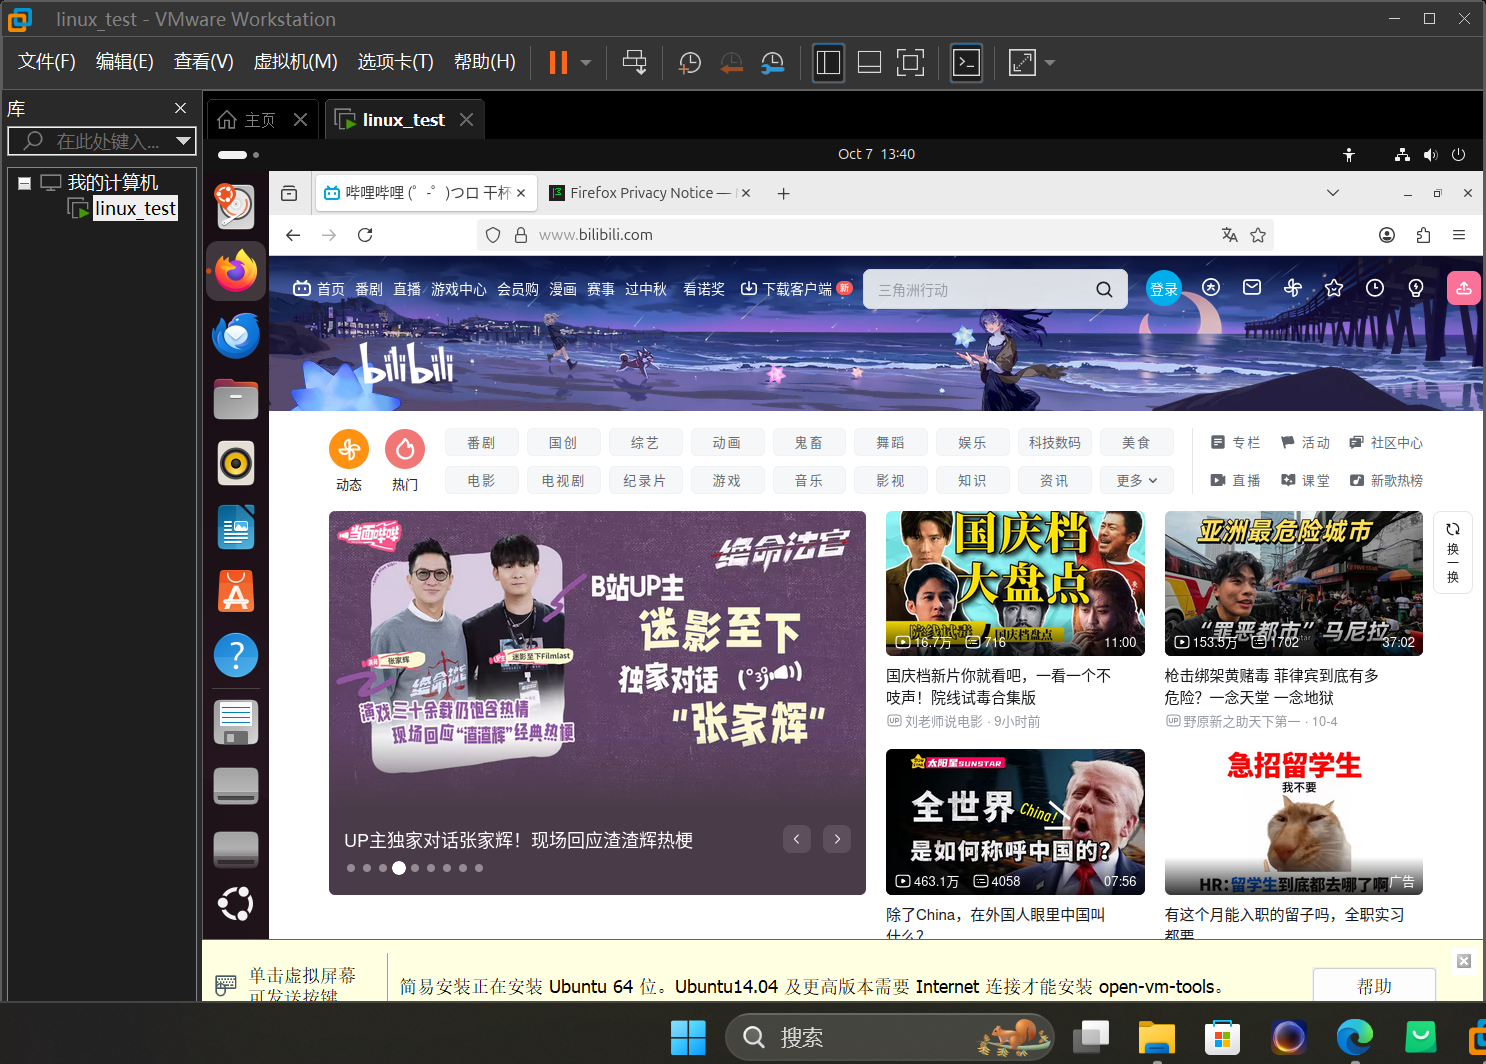 linux_test - VMware Workstation
文件(F) 编辑(E) 查看(V) 虚拟机(M) 选项卡(T) 帮助(H)
库
在此处键入...
我的计算机
linux_test
主页
linux_test
Oct 7 13:40
哔哩哔哩 (゜-゜)つロ 干杯
Firefox Privacy Notice —
www.bilibili.com
首页 番剧 直播 游戏中心 会员购 漫画 赛事 过中秋 看诺奖 下载客户端 新
三角洲行动
登录
bilibili
动态 热门
番剧 国创 综艺 动画 鬼畜 舞蹈 娱乐 科技数码 美食
专栏 活动 社区中心
电影 电视剧 纪录片 游戏 音乐 影视 知识 资讯 更多
直播 课堂 新歌热榜
当面哔哔
绝命法官
B站UP主
迷影至下
独家对话
“张家辉”
张家辉
迷影至下Filmlast
演戏三十余载仍饱含热情
现场回应“渣渣辉”经典热梗
UP主独家对话张家辉！现场回应渣渣辉热梗
国庆档
大盘点
院线试毒 国庆档盘点
16.7万 716 11:00
国庆档新片你就看吧，一看一个不
吱声！院线试毒合集版
UP 刘老师说电影 · 9小时前
亚洲最危险城市
“罪恶都市”马尼拉
153.5万 1702 37:02
枪击绑架黄赌毒 菲律宾到底有多
危险？一念天堂 一念地狱
UP 野原新之助天下第一 · 10-4
换一换
太阳星SUNSTAR
全世界
China!
是如何称呼中国的?
463.1万 4058 07:56
除了China，在外国人眼里中国叫
什么？
急招留学生
我不要
HR:留学生到底都去哪了啊
广告
有这个月能入职的留子吗，全职实习
都要
单击虚拟屏幕
可发送按键
简易安装正在安装 Ubuntu 64 位。Ubuntu14.04 及更高版本需要 Internet 连接才能安装 open-vm-tools。
帮助
搜索